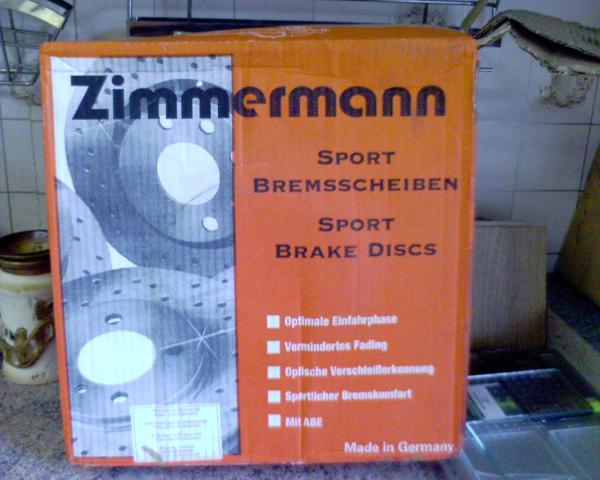 Zimmermann
SPORT
BREMSSCHEIBEN
SPORT
BRAKE DISCS
Optimale Einfahrphase
Vermindertes Fading
Optische Verschleißerkennung
Sportlicher Bremskomfort
Mit ABE
Made in Germany